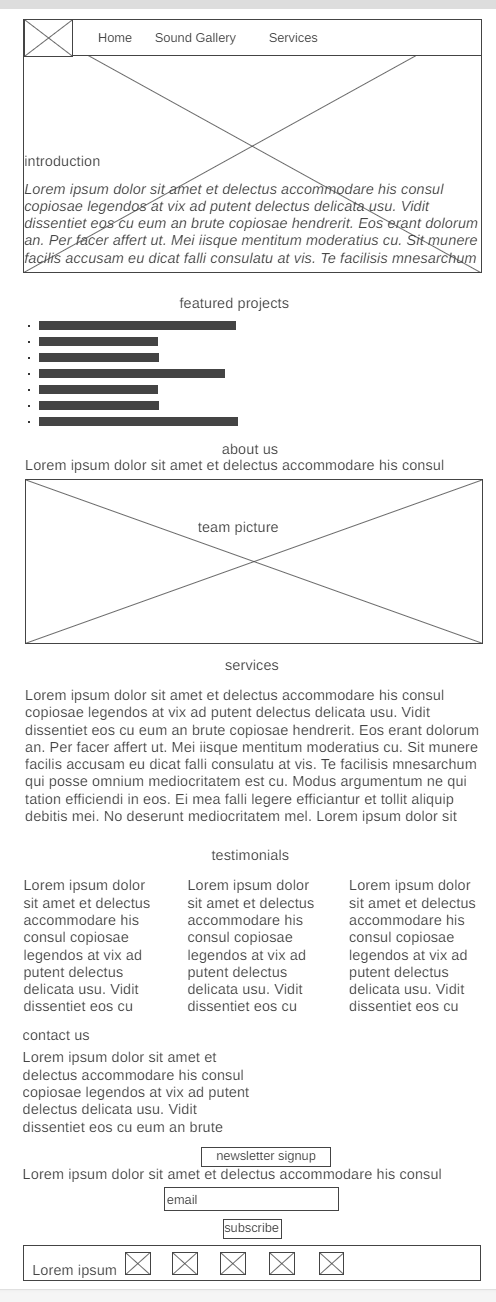 Home Sound Gallery Services
introduction
Lorem ipsum dolor sit amet et delectus accommodare his consul
copiosae legendos at vix ad putent delectus delicata usu. Vidit
dissentiet eos cu eum an brute copiosae hendrerit. Eos erant dolorum
an. Per facer affert ut. Mei iisque mentitum moderatius cu. Sit munere
facilis accusam eu dicat falli consulatu at vis. Te facilisis mnesarchum
featured projects
about us
Lorem ipsum dolor sit amet et delectus accommodare his consul
team picture
services
Lorem ipsum dolor sit amet et delectus accommodare his consul
copiosae legendos at vix ad putent delectus delicata usu. Vidit
dissentiet eos cu eum an brute copiosae hendrerit. Eos erant dolorum
an. Per facer affert ut. Mei iisque mentitum moderatius cu. Sit munere
facilis accusam eu dicat falli consulatu at vis. Te facilisis mnesarchum
qui posse omnium mediocritatem est cu. Modus argumentum ne qui
tation efficiendi in eos. Ei mea falli legere efficiantur et tollit aliquip
debitis mei. No deserunt mediocritatem mel. Lorem ipsum dolor sit
testimonials
Lorem ipsum dolor
sit amet et delectus
accommodare his
consul copiosae
legendos at vix ad
putent delectus
delicata usu. Vidit
dissentiet eos cu
Lorem ipsum dolor
sit amet et delectus
accommodare his
consul copiosae
legendos at vix ad
putent delectus
delicata usu. Vidit
dissentiet eos cu
Lorem ipsum dolor
sit amet et delectus
accommodare his
consul copiosae
legendos at vix ad
putent delectus
delicata usu. Vidit
dissentiet eos cu
contact us
Lorem ipsum dolor sit amet et
delectus accommodare his consul
copiosae legendos at vix ad putent
delectus delicata usu. Vidit
dissentiet eos cu eum an brute
newsletter signup
Lorem ipsum dolor sit amet et delectus accommodare his consul
email
subscribe
Lorem ipsum